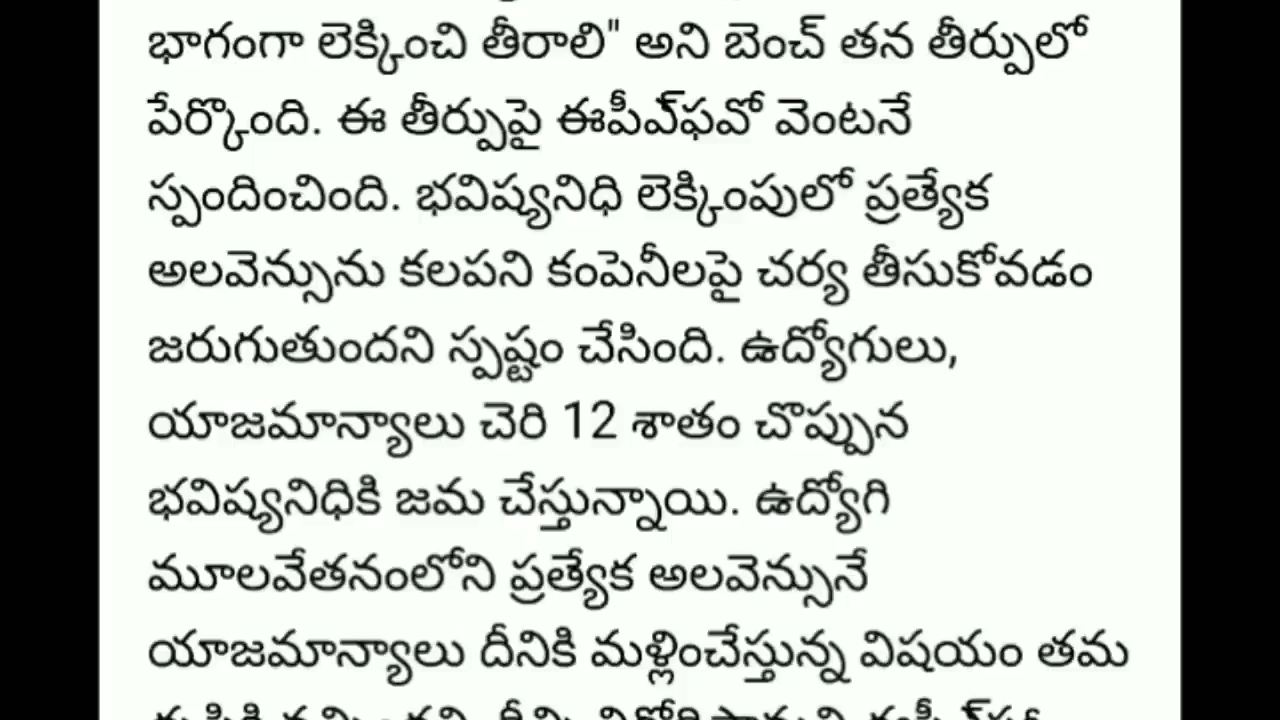 భాగంగా లెక్కించి తీరాలి" అని బెంచ్ తన తీర్పులో
పేర్కొంది. ఈ తీర్పుపై ఈపీఎ్‌ఫవో వెంటనే
స్పందించింది. భవిష్యనిధి లెక్కింపులో ప్రత్యేక
అలవెన్సును కలపని కంపెనీలపై చర్య తీసుకోవడం
జరుగుతుందని స్పష్టం చేసింది. ఉద్యోగులు,
యాజమాన్యాలు చెరి 12 శాతం చొప్పున
భవిష్యనిధికి జమ చేస్తున్నాయి. ఉద్యోగి
మూలవేతనంలోని ప్రత్యేక అలవెన్సునే
యాజమాన్యాలు దీనికి మళ్లించేస్తున్న విషయం తమ